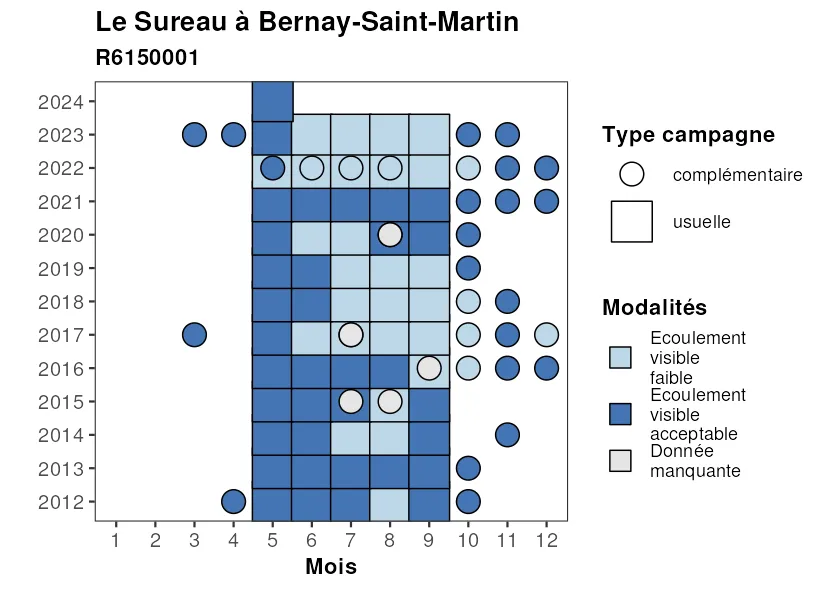 Le Sureau à Bernay-Saint-Martin
R6150001
2024
2023
2022
2021
2020
2019
2018
2017
2016
2015
2014
2013
2012
1 2 3 4 5 6 7 8 9 10 11 12
Mois
Type campagne
complémentaire
usuelle
Modalités
Ecoulement
visible
faible
Ecoulement
visible
acceptable
Donnée
manquante